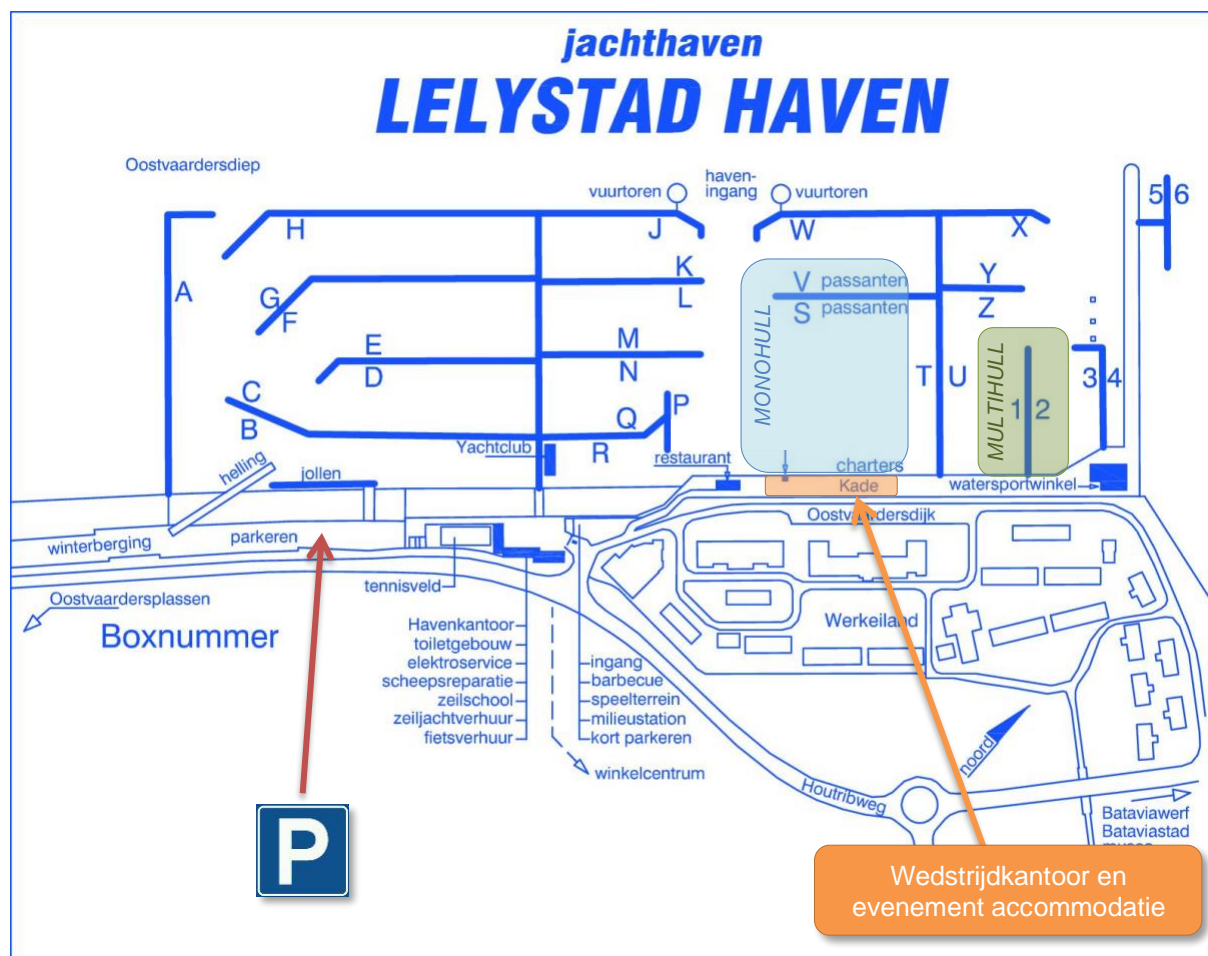 jachthaven
LELYSTAD HAVEN
Oostvaardersdiep
vuurtoren
haven-
ingang
vuurtoren
5 6
H
J
W
X
A
K
V passanten
Y
G
L
S passanten
Z
F
E
M
D
N
MONOHULL
MULTIHULL
T U
3 4
C
P
1 2
B
Q
R
Yachtclub
restaurant
charters
helling
jollen
Kade
watersportwinkel
Oostvaardersdijk
winterberging
parkeren
tennisveld
Oostvaardersplassen
Boxnummer
Werkeiland
Havenkantoor
toiletgebouw
elektroservice
scheepsreparatie
zeilschool
zeiljachtverhuur
fietsverhuur
ingang
barbecue
speelterrein
milieustation
kort parkeren
winkelcentrum
noord
Houtribweg
Bataviawerf
Bataviastad
P
Wedstrijdkantoor en
evenement accommodatie